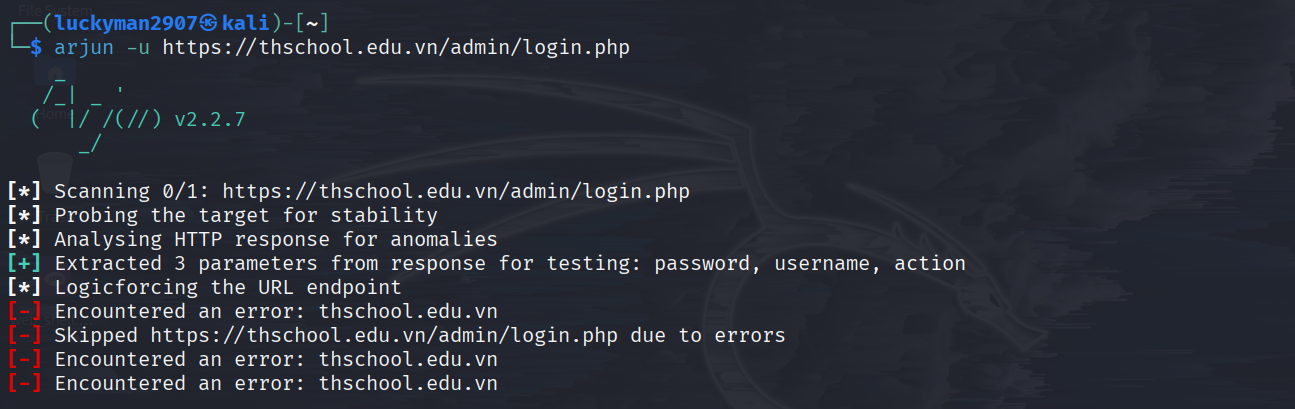 ┌──(luckyman2907㉿kali)-[~]
└─$ arjun -u https://thschool.edu.vn/admin/login.php
    _
   /_| _ '
  (  |/ /(//) v2.2.7
      _/
[*] Scanning 0/1: https://thschool.edu.vn/admin/login.php
[*] Probing the target for stability
[*] Analysing HTTP response for anomalies
[+] Extracted 3 parameters from response for testing: password, username, action
[*] Logicforcing the URL endpoint
[-] Encountered an error: thschool.edu.vn
[-] Skipped https://thschool.edu.vn/admin/login.php due to errors
[-] Encountered an error: thschool.edu.vn
[-] Encountered an error: thschool.edu.vn